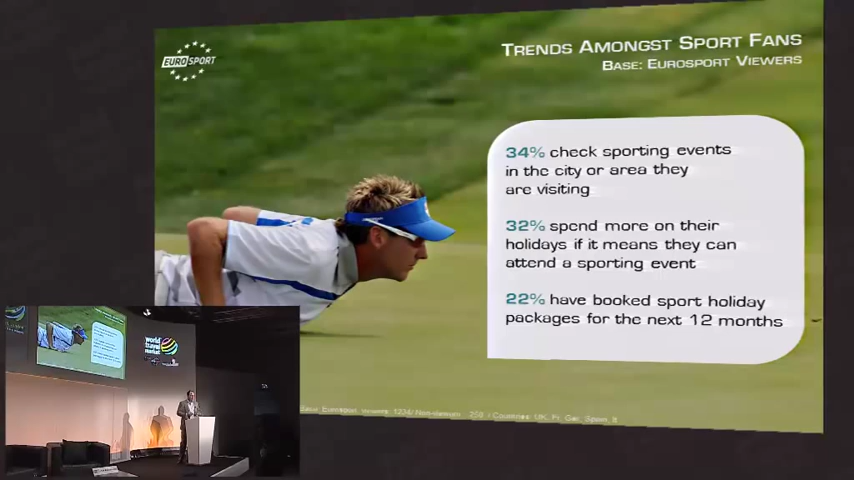 EUROSPORT
TRENDS AMONGST SPORT FANS
BASE: EUROSPORT VIEWERS
34% check sporting events
in the city or area they
are visiting
32% spend more on their
holidays if it means they can
attend a sporting event
22% have booked sport holiday
packages for the next 12 months
world
travel
market